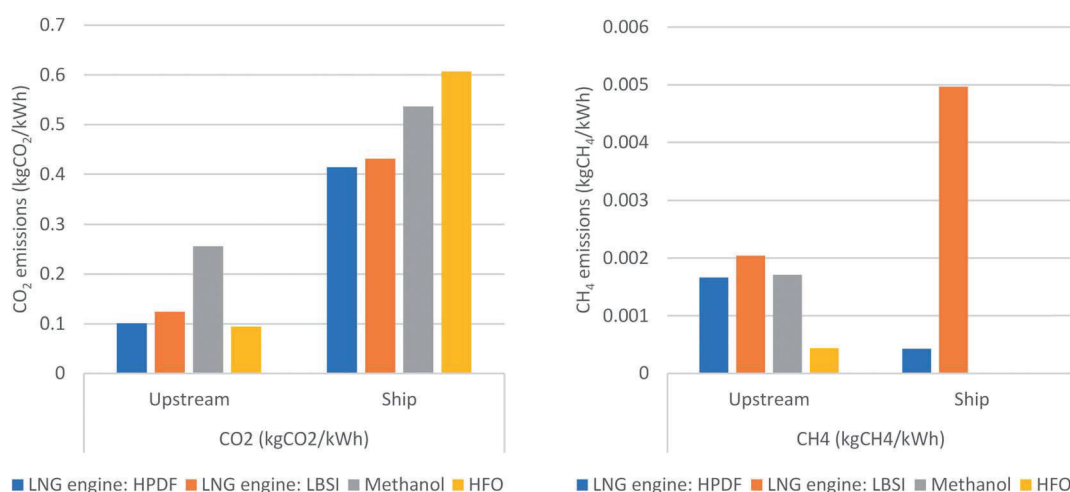 0.7
0.6
0.5
0.4
0.3
0.2
0.1
0
CO₂ emissions (kgCO₂/kWh)
Upstream Ship
CO2 (kgCO2/kWh)
LNG engine: HPDF LNG engine: LBSI Methanol HFO
0.006
0.005
0.004
0.003
0.002
0.001
0
CH₄ emissions (kgCH₄/kWh)
Upstream Ship
CH4 (kgCH4/kWh)
LNG engine: HPDF LNG engine: LBSI Methanol HFO